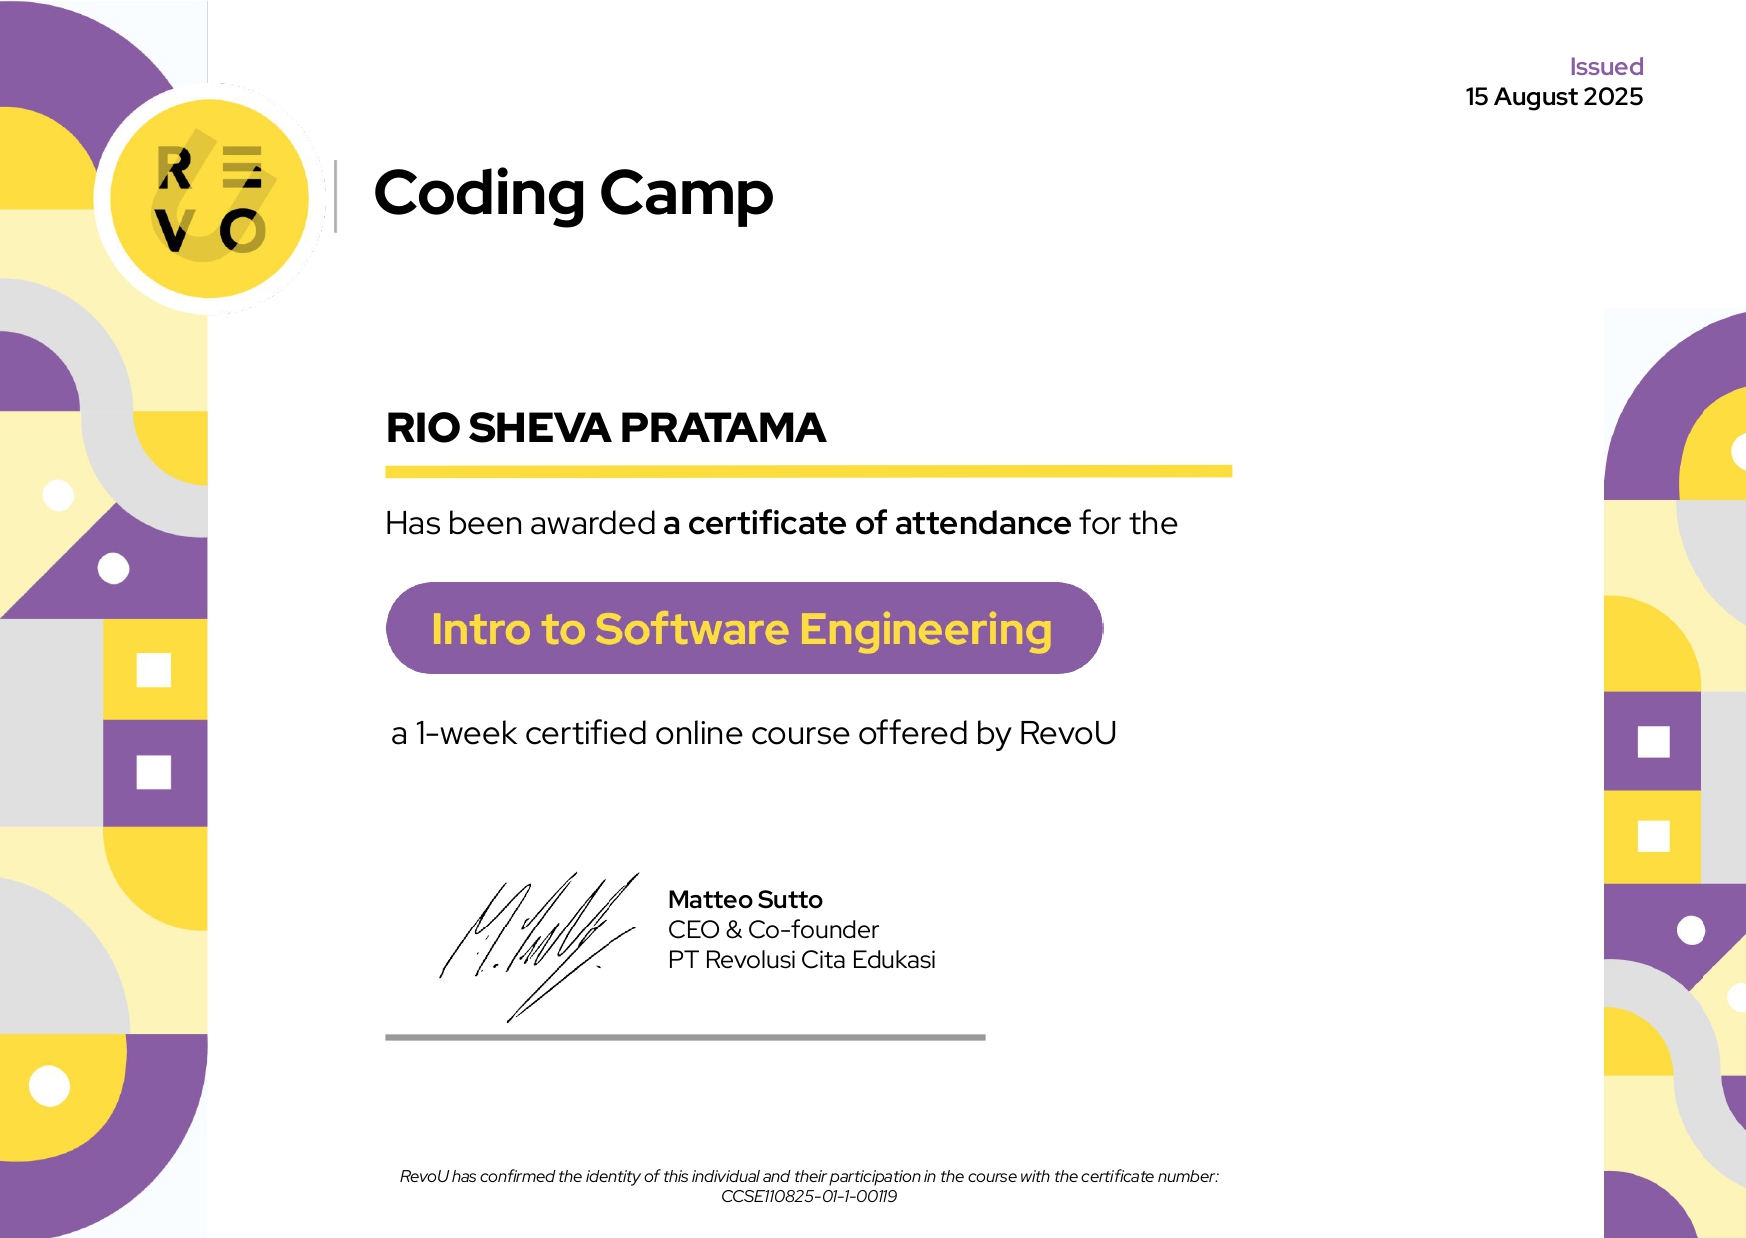 Issued
15 August 2025
R E
V O
Coding Camp
RIO SHEVA PRATAMA
Has been awarded a certificate of attendance for the
Intro to Software Engineering
a 1-week certified online course offered by RevoU
Matteo Sutto
CEO & Co-founder
PT Revolusi Cita Edukasi
RevoU has confirmed the identity of this individual and their participation in the course with the certificate number:
CCSE110825-01-1-00119